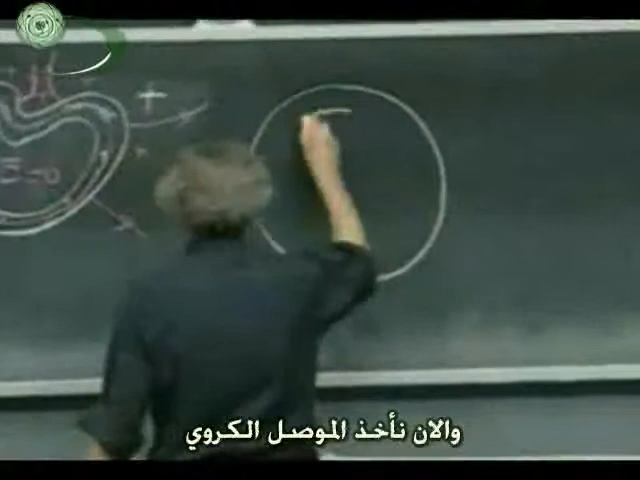 +
والان نأخذ الموصل الكروي